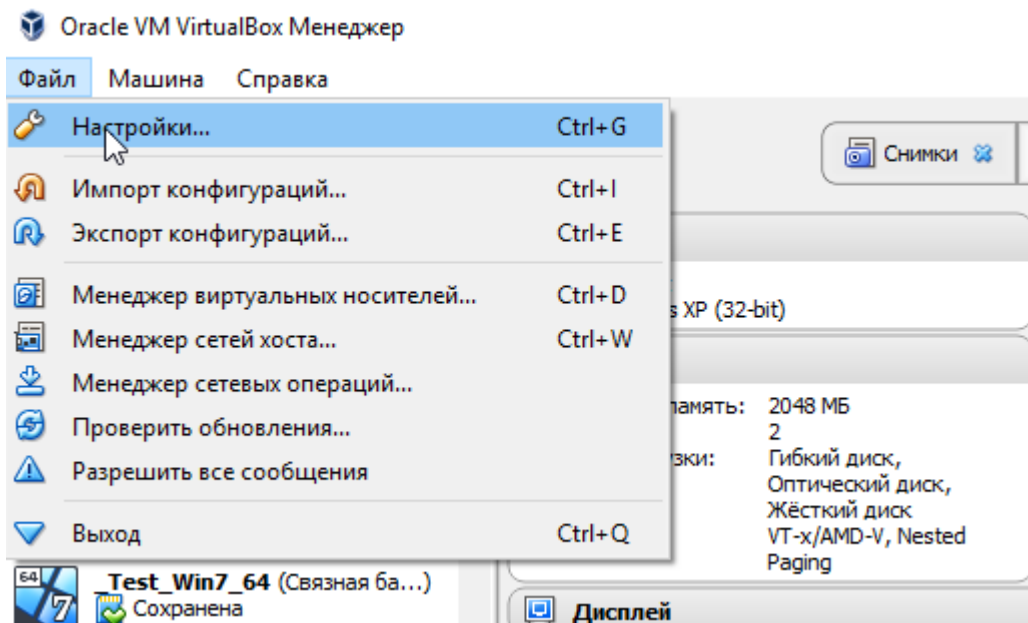 Oracle VM VirtualBox Менеджер
Файл Машина Справка
Настройки... Ctrl+G
Снимки
Импорт конфигураций... Ctrl+I
Экспорт конфигураций... Ctrl+E
Менеджер виртуальных носителей... Ctrl+D
XP (32-bit)
Менеджер сетей хоста... Ctrl+W
Менеджер сетевых операций...
2048 МБ
Проверить обновления...
2
Разрешить все сообщения
Гибкий диск,
Оптический диск,
Жёсткий диск
Выход Ctrl+Q
VT-x/AMD-V, Nested
Paging
64
7
_Test_Win7_64 (Связная ба...)
Сохранена
Дисплей